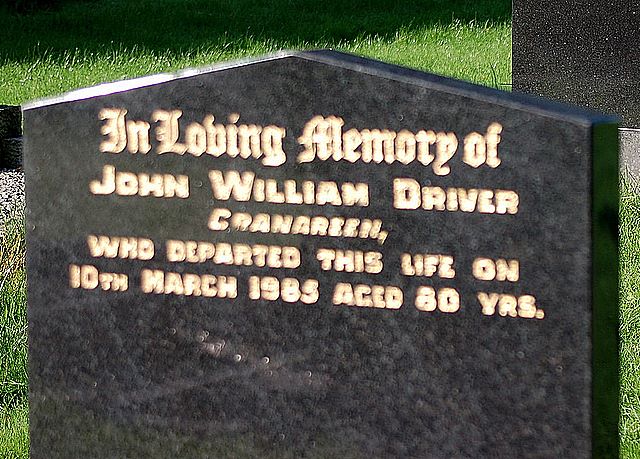 In Loving Memory of
JOHN WILLIAM DRIVER
CRANAREEN,
WHO DEPARTED THIS LIFE ON
10TH MARCH 1985 AGED 80 YRS.